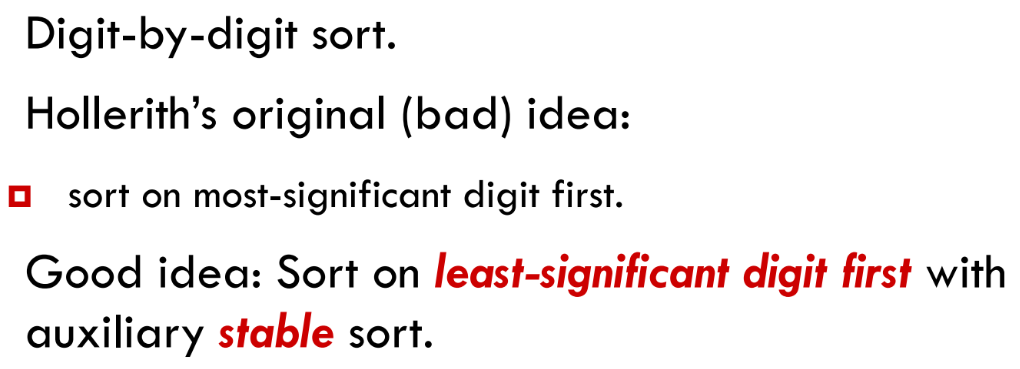 Digit-by-digit sort.
Hollerith’s original (bad) idea:
sort on most-significant digit first.
Good idea: Sort on least-significant digit first with
auxiliary stable sort.